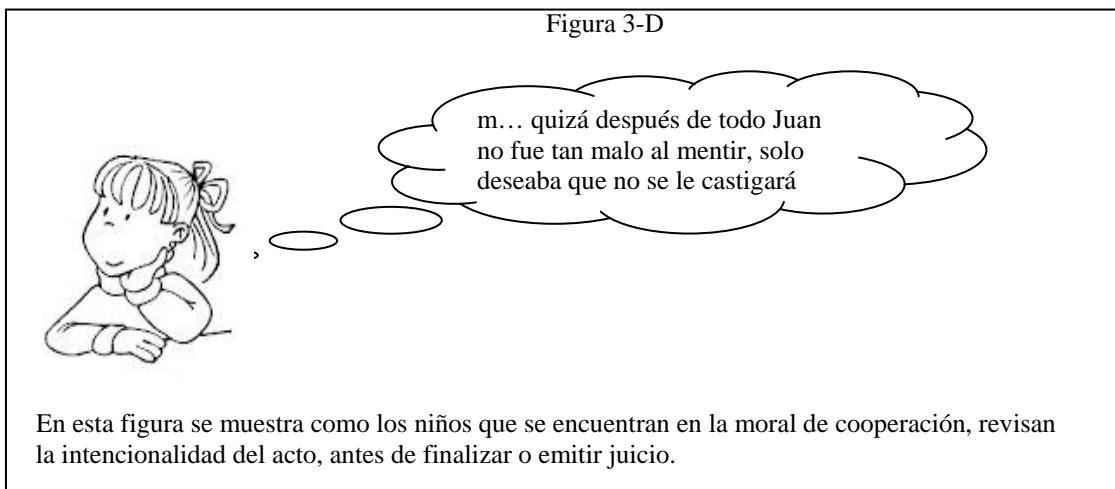 Figura 3-D
m… quizá después de todo Juan
no fue tan malo al mentir, solo
deseaba que no se le castigará
En esta figura se muestra como los niños que se encuentran en la moral de cooperación, revisan
la intencionalidad del acto, antes de finalizar o emitir juicio.